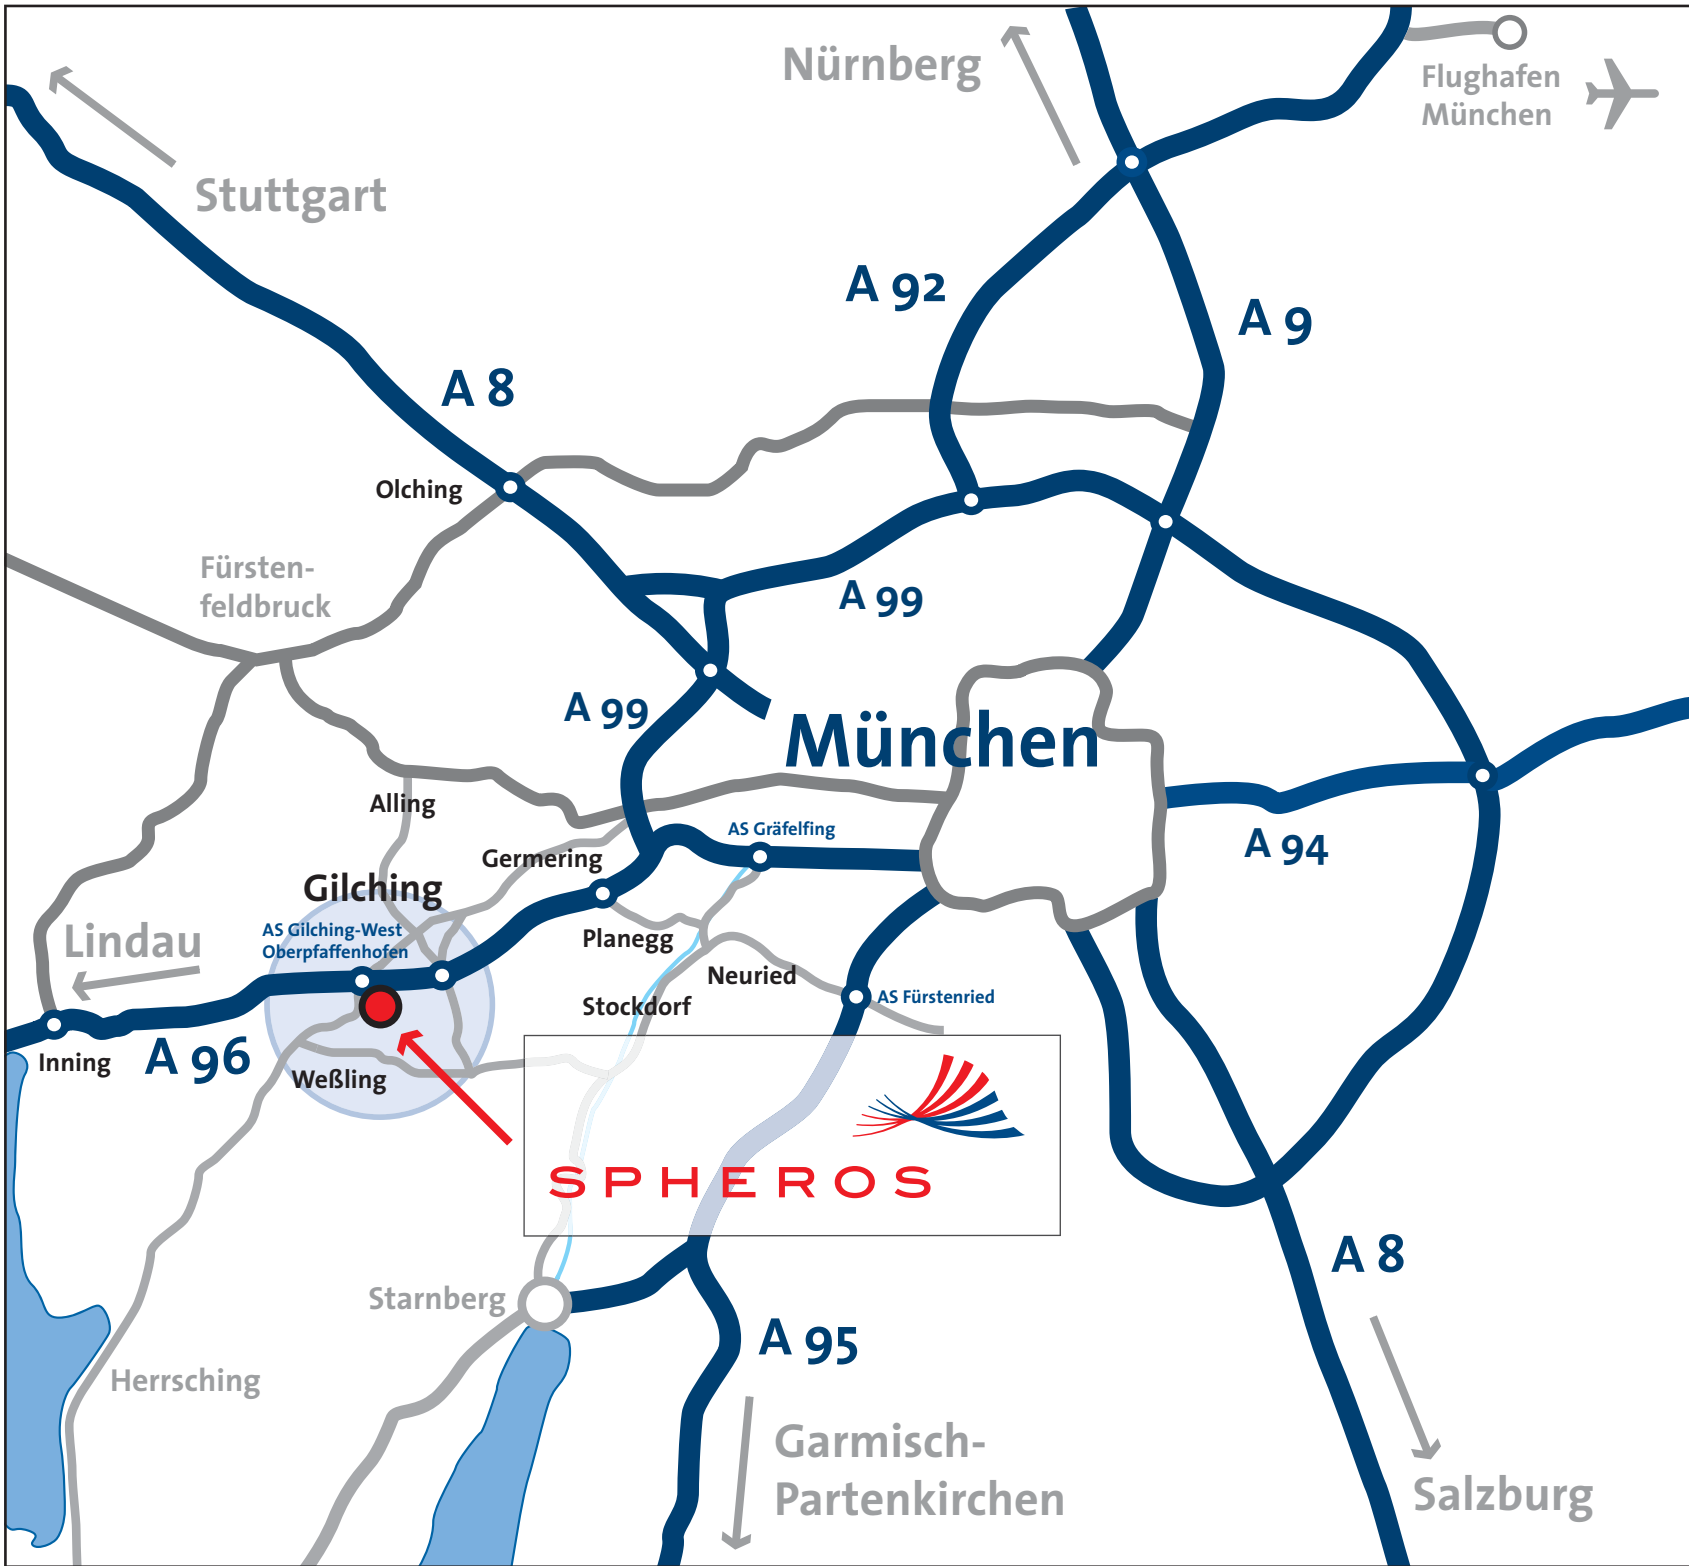 Nürnberg
Flughafen
München
Stuttgart
A 92
A 9
A 8
Olching
Fürsten-
feldbruck
A 99
A 99
München
Alling
AS Gräfelfing
A 94
Germering
Gilching
AS Gilching-West
Oberpfaffenhofen
Lindau
Planegg
Neuried
AS Fürstenried
Stockdorf
Inning
A 96
Weßling
SPHEROS
A 8
Starnberg
A 95
Herrsching
Garmisch-
Partenkirchen
Salzburg